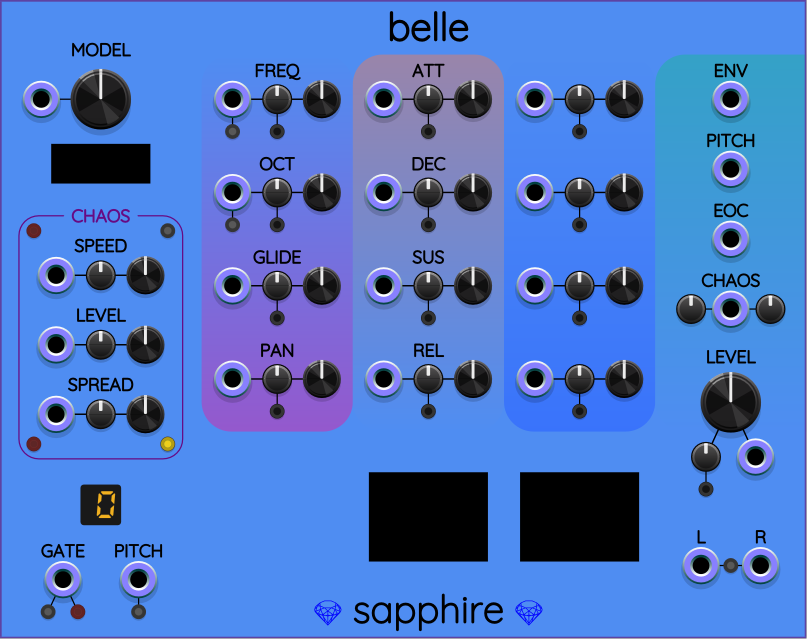 belle
MODEL
FREQ
ATT
ENV
PITCH
OCT
DEC
EOC
CHAOS
SPEED
GLIDE
SUS
CHAOS
LEVEL
PAN
REL
LEVEL
SPREAD
0
GATE
PITCH
L
R
sapphire